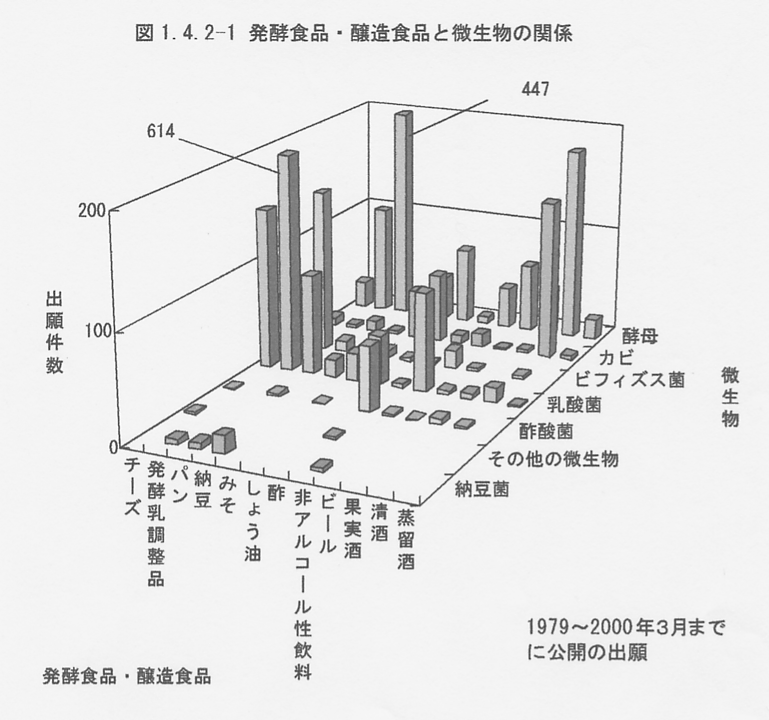 図1.4.2-1 発酵食品・醸造食品と微生物の関係
447
614
200
100
0
出願件数
酵母
カビ
ビフィズス菌
乳酸菌
酢酸菌
その他の微生物
納豆菌
微生物
チーズ
発酵乳調整品
パン
納豆
みそ
しょう油
酢
非アルコール性飲料
ビール
果実酒
清酒
蒸留酒
1979～2000年3月まで
に公開の出願
発酵食品・醸造食品